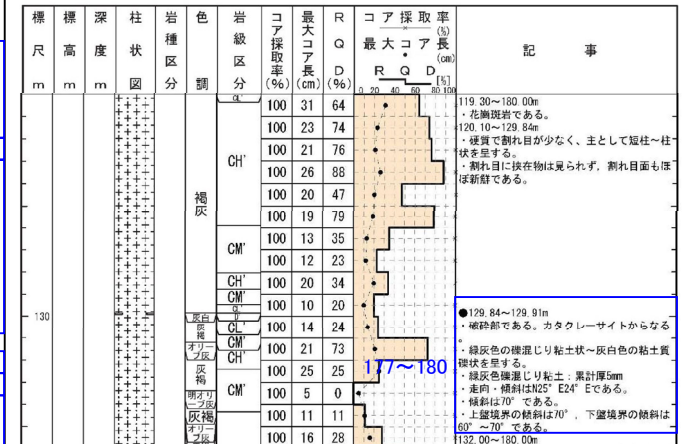 標尺m 標高m 深度m 柱状図 岩種区分 色調 岩級区分 コア採取率(%) 最大コア長(cm) RQD(%) コア採取率(%) 最大コア長(cm) RQD[%] 記事
0 20 40 60 80 100
CL'
100 31 64
119.30〜180.00m
・花崗斑岩である。
100 23 74
120.10〜129.84m
・硬質で割れ目が少なく、主として短柱〜柱
状を呈する。
100 21 76
CH'
100 26 88
・割れ目に挟在物は見られず，割れ目面もほ
ぼ新鮮である。
褐灰
100 20 47
100 19 79
100 13 35
CM'
100 12 23
CH'
100 20 34
CM'
100 10 20
CL'
130
灰白 D'
●129.84〜129.91m
・破砕部である。カタクレーサイトからなる
。
灰褐 CL' 100 14 24
・緑灰色の礫混じり粘土状〜灰白色の粘土質
礫状を呈する。
オリーブ灰 CM' 100 21 73
CH'
177〜180
灰褐 100 25 25
・緑灰色礫混じり粘土：累計厚5mm
・走向・傾斜はN25°E24°Eである。
・傾斜は70°である。
明オリーブ灰 CM' 100 5 0
灰褐 100 11 11
・上盤境界の傾斜は70°，下盤境界の傾斜は
60°〜70°である。
オリーブ灰 100 16 28
132.00〜180.00m